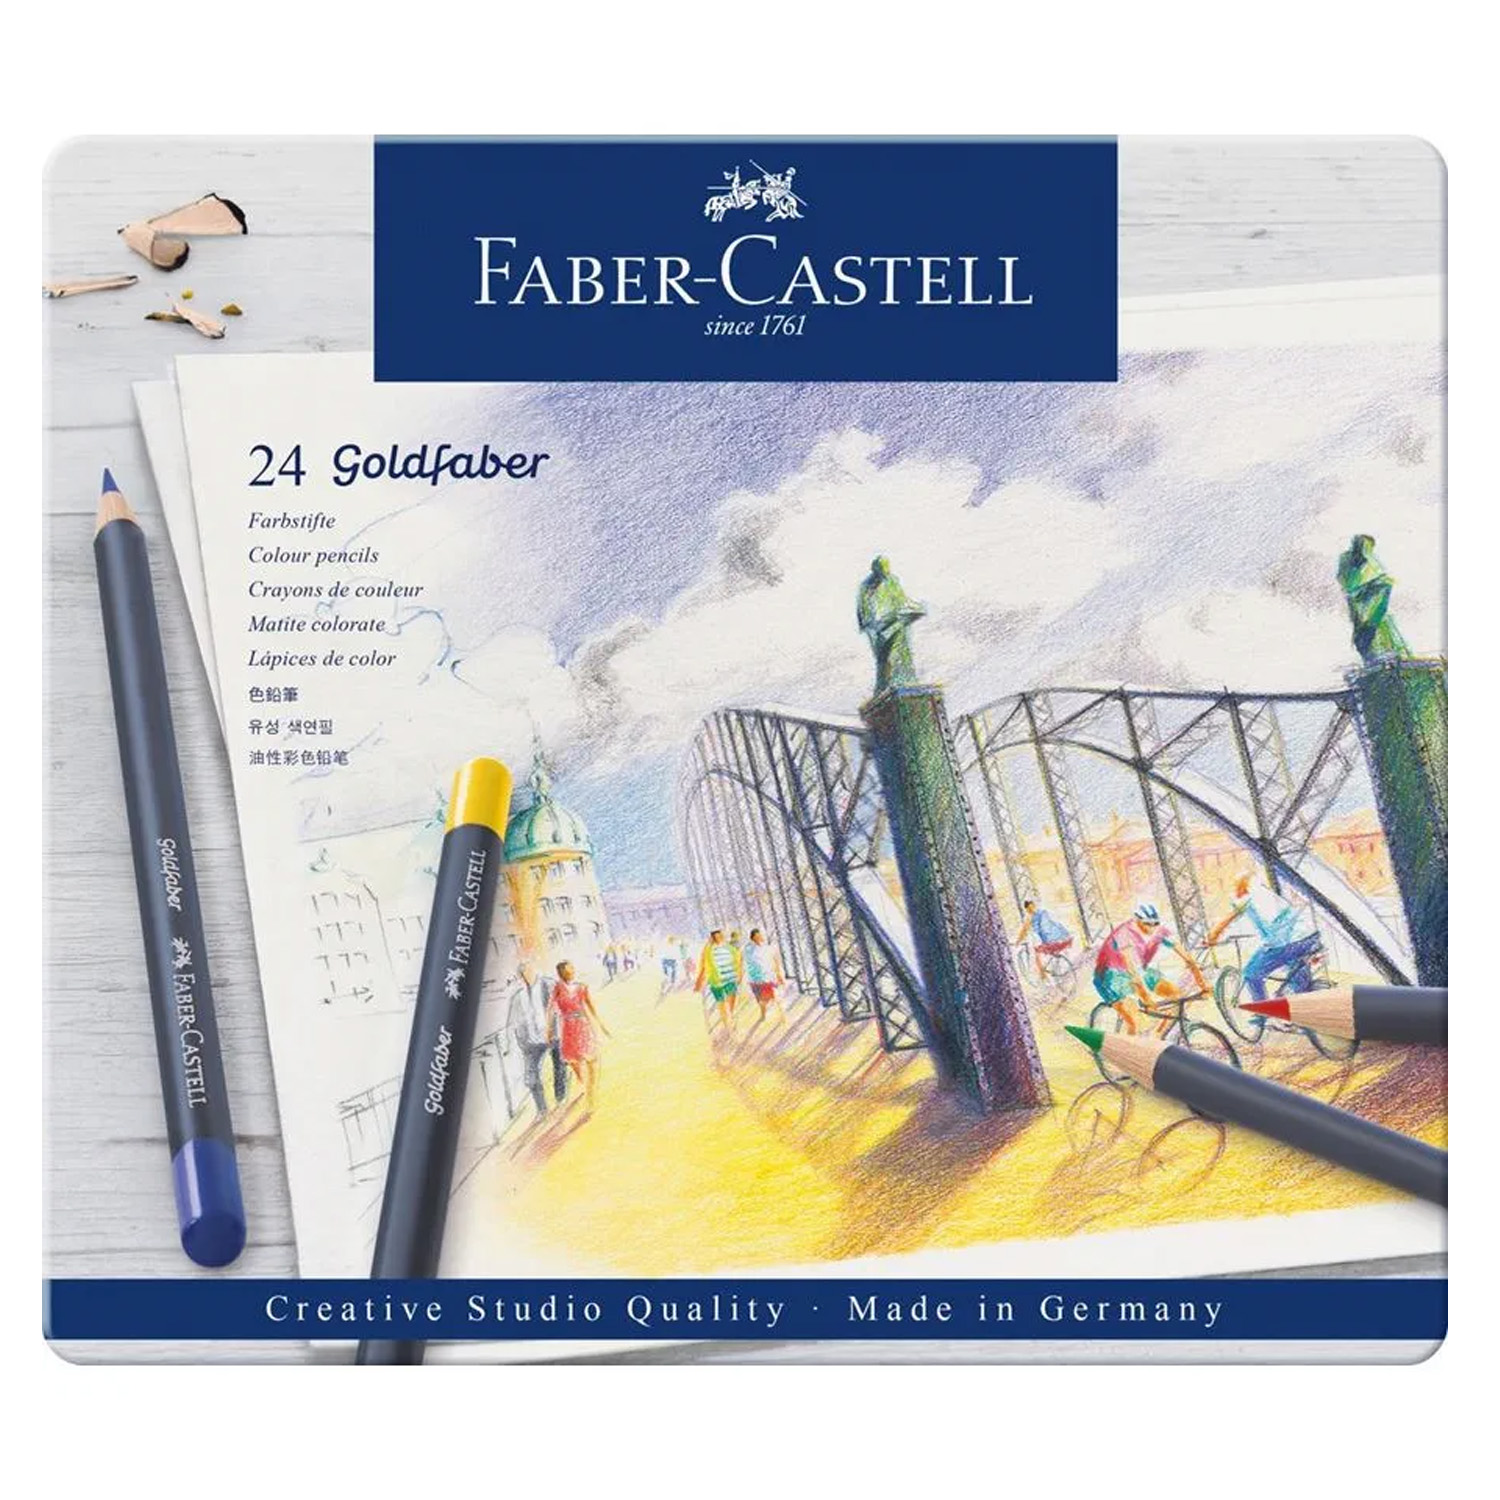 FABER-CASTELL
since 1761
24 Goldfaber
Farbstifte
Colour pencils
Crayons de couleur
Matite colorate
Lápices de color
色鉛筆
유성 색연필
油性彩色铅笔
Goldfaber FABER-CASTELL
Goldfaber FABER-CASTELL
Creative Studio Quality · Made in Germany